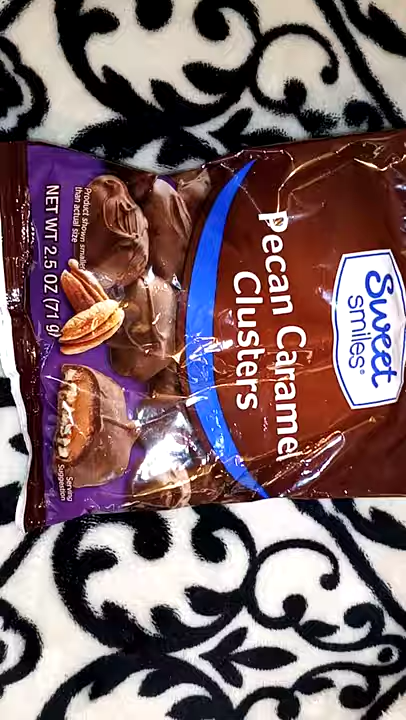 Sweet
smiles®
Pecan Caramel
Clusters
Product shown smaller
than actual size
NET WT 2.5 OZ (71 g)
Serving
Suggestion